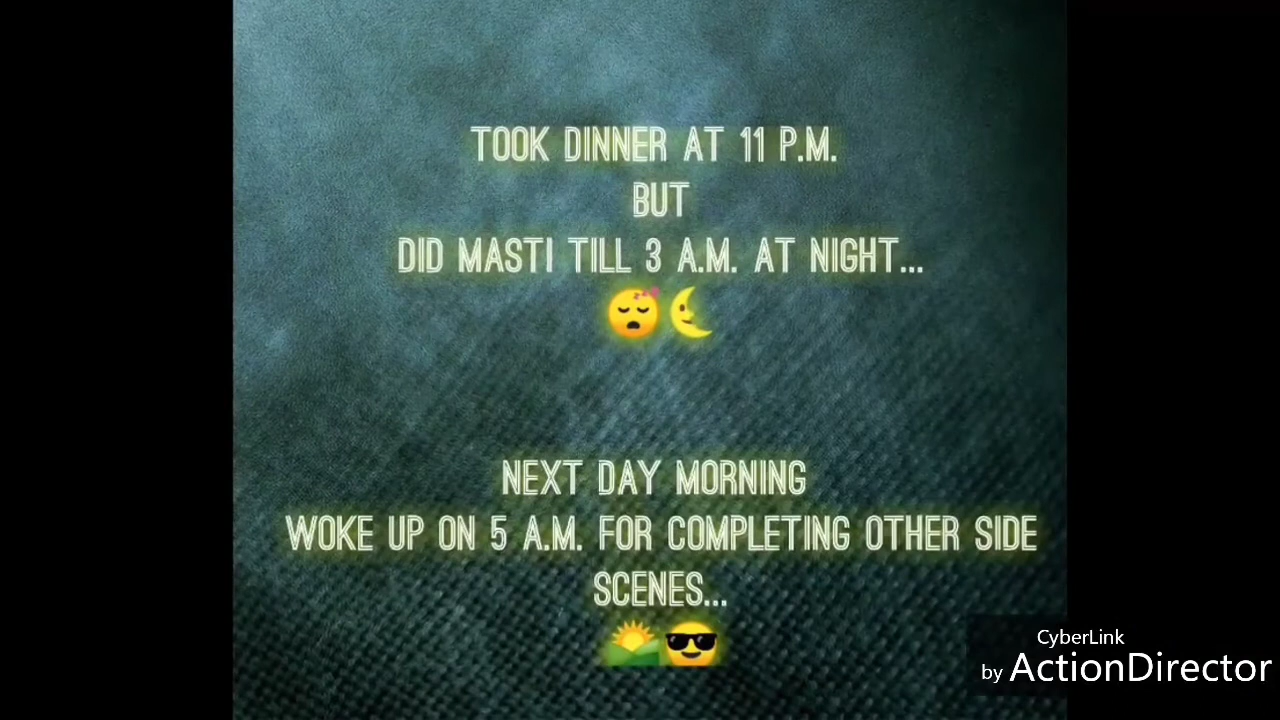 TOOK DINNER AT 11 P.M.
BUT
DID MASTI TILL 3 A.M. AT NIGHT...
😴🌜
NEXT DAY MORNING
WOKE UP ON 5 A.M. FOR COMPLETING OTHER SIDE
SCENES...
🌄😎
CyberLink
by ActionDirector